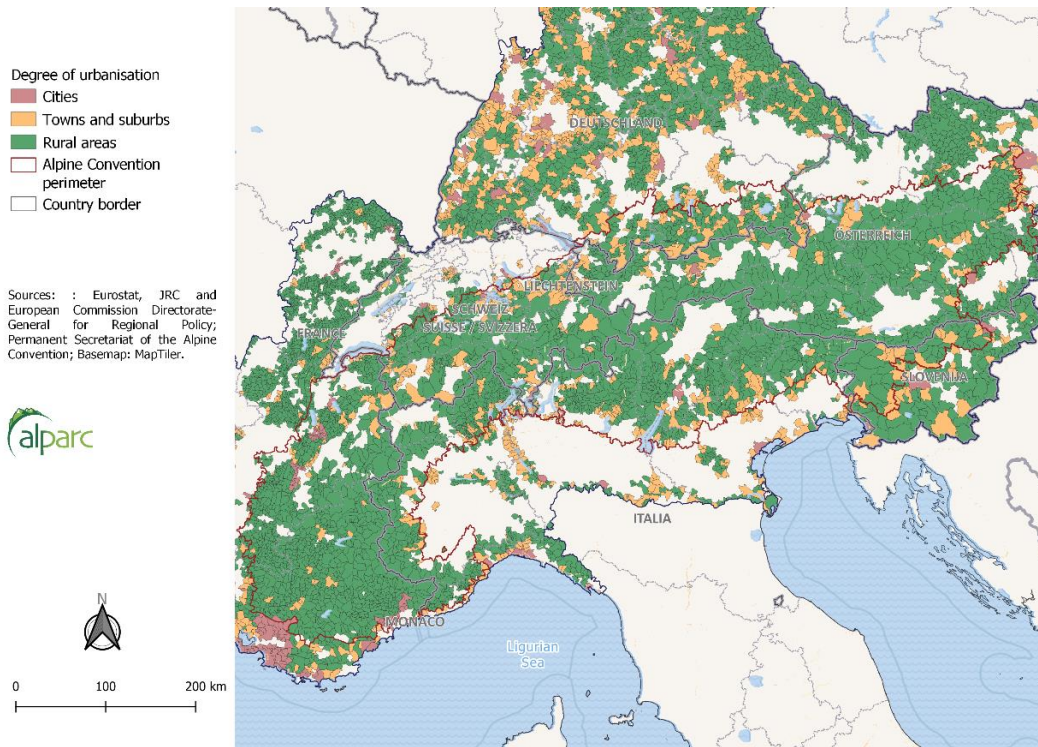 Degree of urbanisation
Cities
Towns and suburbs
Rural areas
Alpine Convention
perimeter
Country border
Sources: : Eurostat, JRC and
European Commission Directorate-
General for Regional Policy;
Permanent Secretariat of the Alpine
Convention; Basemap: MapTiler.
alparc
N
0 100 200 km
DEUTSCHLAND
ÖSTERREICH
LIECHTENSTEIN
SCHWEIZ
SUISSE / SVIZZERA
FRANCE
SLOVENIJA
ITALIA
MONACO
Ligurian
Sea